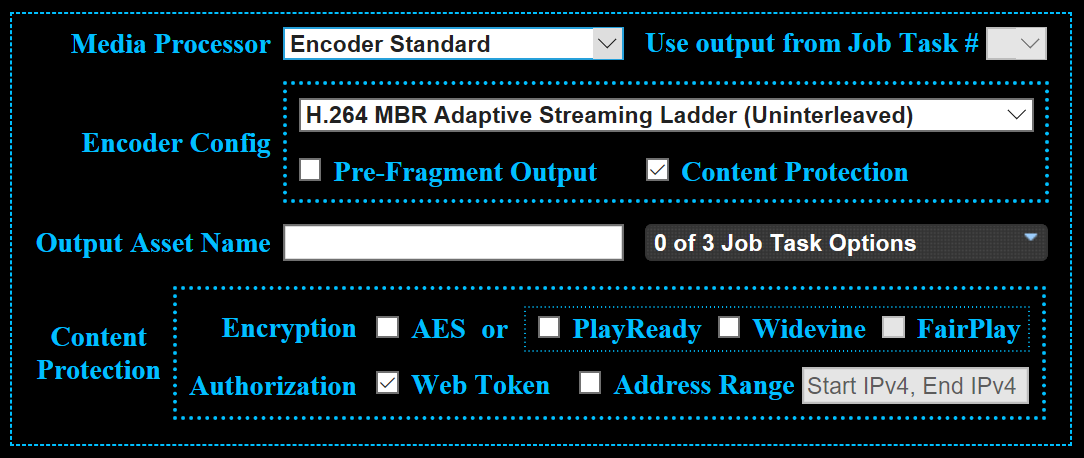 Media Processor Encoder Standard Use output from Job Task #
H.264 MBR Adaptive Streaming Ladder (Uninterleaved)
Encoder Config
Pre-Fragment Output Content Protection
Output Asset Name 0 of 3 Job Task Options
Content
Protection
Encryption AES or PlayReady Widevine FairPlay
Authorization Web Token Address Range Start IPv4, End IPv4